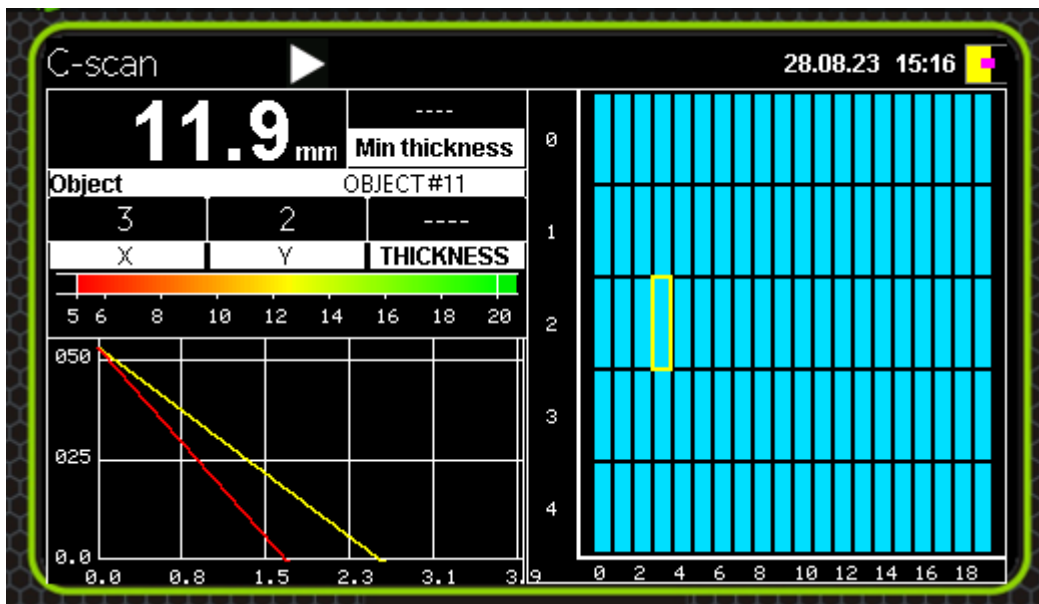 C-scan 28.08.23 15:16
11.9 mm
----
Min thickness
Object OBJECT#11
3 2 ----
X Y THICKNESS
5 6 8 10 12 14 16 18 20
050
025
0.0
0.0 0.8 1.5 2.3 3.1 3.9
0
1
2
3
4
0 2 4 6 8 10 12 14 16 18